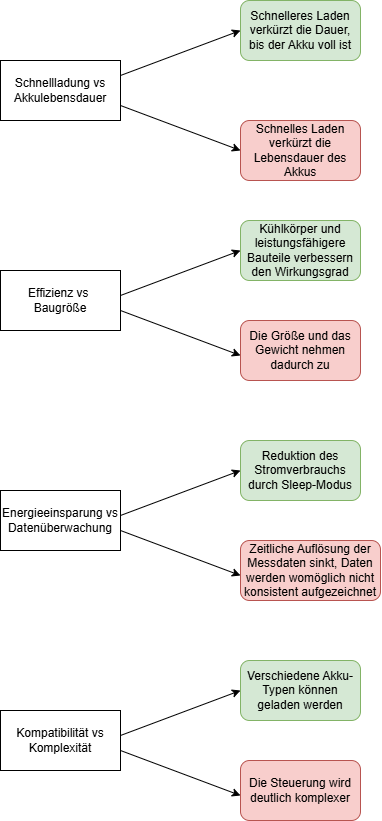 Schnellladung vs
Akkulebensdauer
Schnelleres Laden
verkürzt die Dauer,
bis der Akku voll ist
Schnelles Laden
verkürzt die
Lebensdauer des
Akkus
Effizienz vs
Baugröße
Kühlkörper und
leistungsfähigere
Bauteile verbessern
den Wirkungsgrad
Die Größe und das
Gewicht nehmen
dadurch zu
Energieeinsparung vs
Datenüberwachung
Reduktion des
Stromverbrauchs
durch Sleep-Modus
Zeitliche Auflösung der
Messdaten sinkt, Daten
werden womöglich nicht
konsistent aufgezeichnet
Kompatibilität vs
Komplexität
Verschiedene Akku-
Typen können
geladen werden
Die Steuerung wird
deutlich komplexer